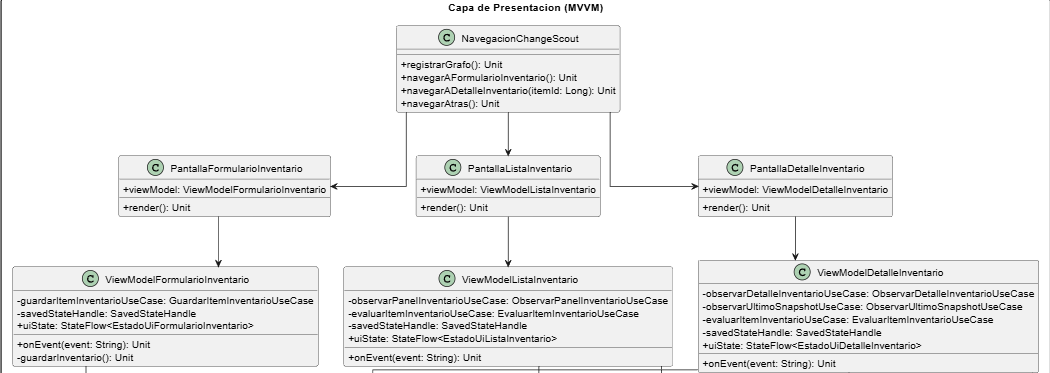 Capa de Presentacion (MVVM)
C NavegacionChangeScout
+registrarGrafo(): Unit
+navegarAFormularioInventario(): Unit
+navegarADetalleInventario(itemId: Long): Unit
+navegarAtras(): Unit
C PantallaFormularioInventario
+viewModel: ViewModelFormularioInventario
+render(): Unit
C PantallaListaInventario
+viewModel: ViewModelListaInventario
+render(): Unit
C PantallaDetalleInventario
+viewModel: ViewModelDetalleInventario
+render(): Unit
C ViewModelFormularioInventario
-guardarItemInventarioUseCase: GuardarItemInventarioUseCase
-savedStateHandle: SavedStateHandle
+uiState: StateFlow<EstadoUiFormularioInventario>
+onEvent(event: String): Unit
-guardarInventario(): Unit
C ViewModelListaInventario
-observarPanelInventarioUseCase: ObservarPanelInventarioUseCase
-evaluarItemInventarioUseCase: EvaluarItemInventarioUseCase
-savedStateHandle: SavedStateHandle
+uiState: StateFlow<EstadoUiListaInventario>
+onEvent(event: String): Unit
C ViewModelDetalleInventario
-observarDetalleInventarioUseCase: ObservarDetalleInventarioUseCase
-observarUltimoSnapshotUseCase: ObservarUltimoSnapshotUseCase
-evaluarItemInventarioUseCase: EvaluarItemInventarioUseCase
-savedStateHandle: SavedStateHandle
+uiState: StateFlow<EstadoUiDetalleInventario>
+onEvent(event: String): Unit